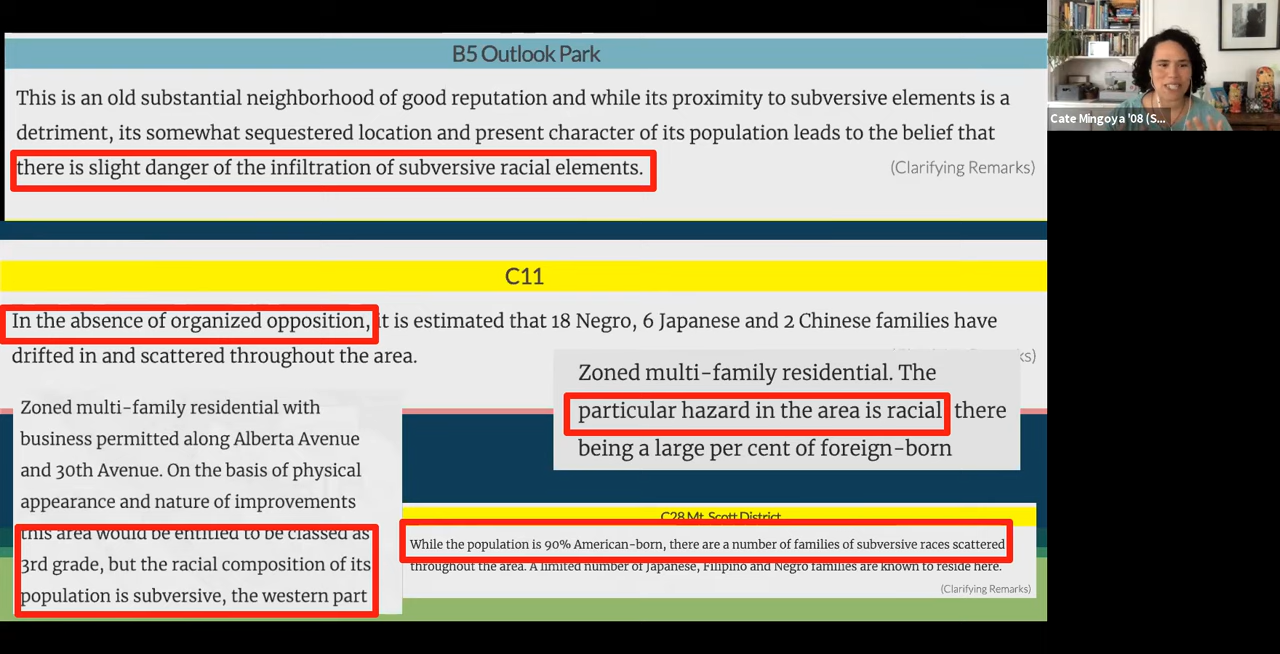 B5 Outlook Park
This is an old substantial neighborhood of good reputation and while its proximity to subversive elements is a
detriment, its somewhat sequestered location and present character of its population leads to the belief that
there is slight danger of the infiltration of subversive racial elements.
(Clarifying Remarks)
Cate Mingoya '08 (S...
C11
In the absence of organized opposition, it is estimated that 18 Negro, 6 Japanese and 2 Chinese families have
drifted in and scattered throughout the area.
ks)
Zoned multi-family residential. The
particular hazard in the area is racial there
being a large per cent of foreign-born
Zoned multi-family residential with
business permitted along Alberta Avenue
and 30th Avenue. On the basis of physical
appearance and nature of improvements
this area would be entitled to be classed as
3rd grade, but the racial composition of its
population is subversive, the western part
C28 Mt. Scott District
While the population is 90% American-born, there are a number of families of subversive races scattered
throughout the area. A limited number of Japanese, Filipino and Negro families are known to reside here.
(Clarifying Remarks)